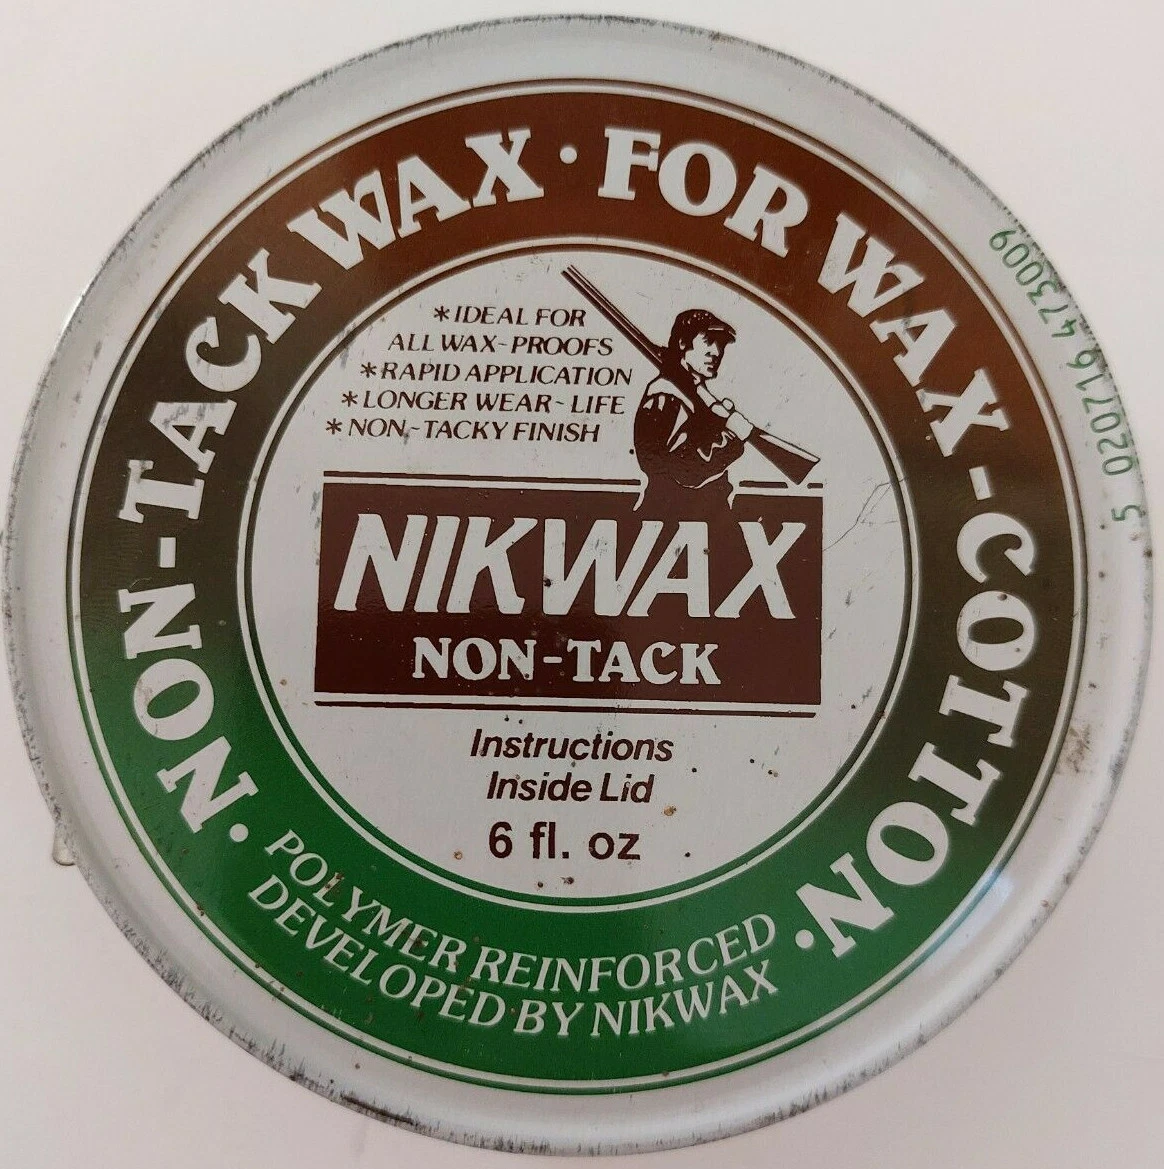 NON-TACK WAX · FOR WAX-COTTON ·
*IDEAL FOR
ALL WAX-PROOFS
*RAPID APPLICATION
*LONGER WEAR-LIFE
*NON-TACKY FINISH
NIKWAX
NON-TACK
Instructions
Inside Lid
6 fl. oz
POLYMER REINFORCED
DEVELOPED BY NIKWAX
5 020716 473009